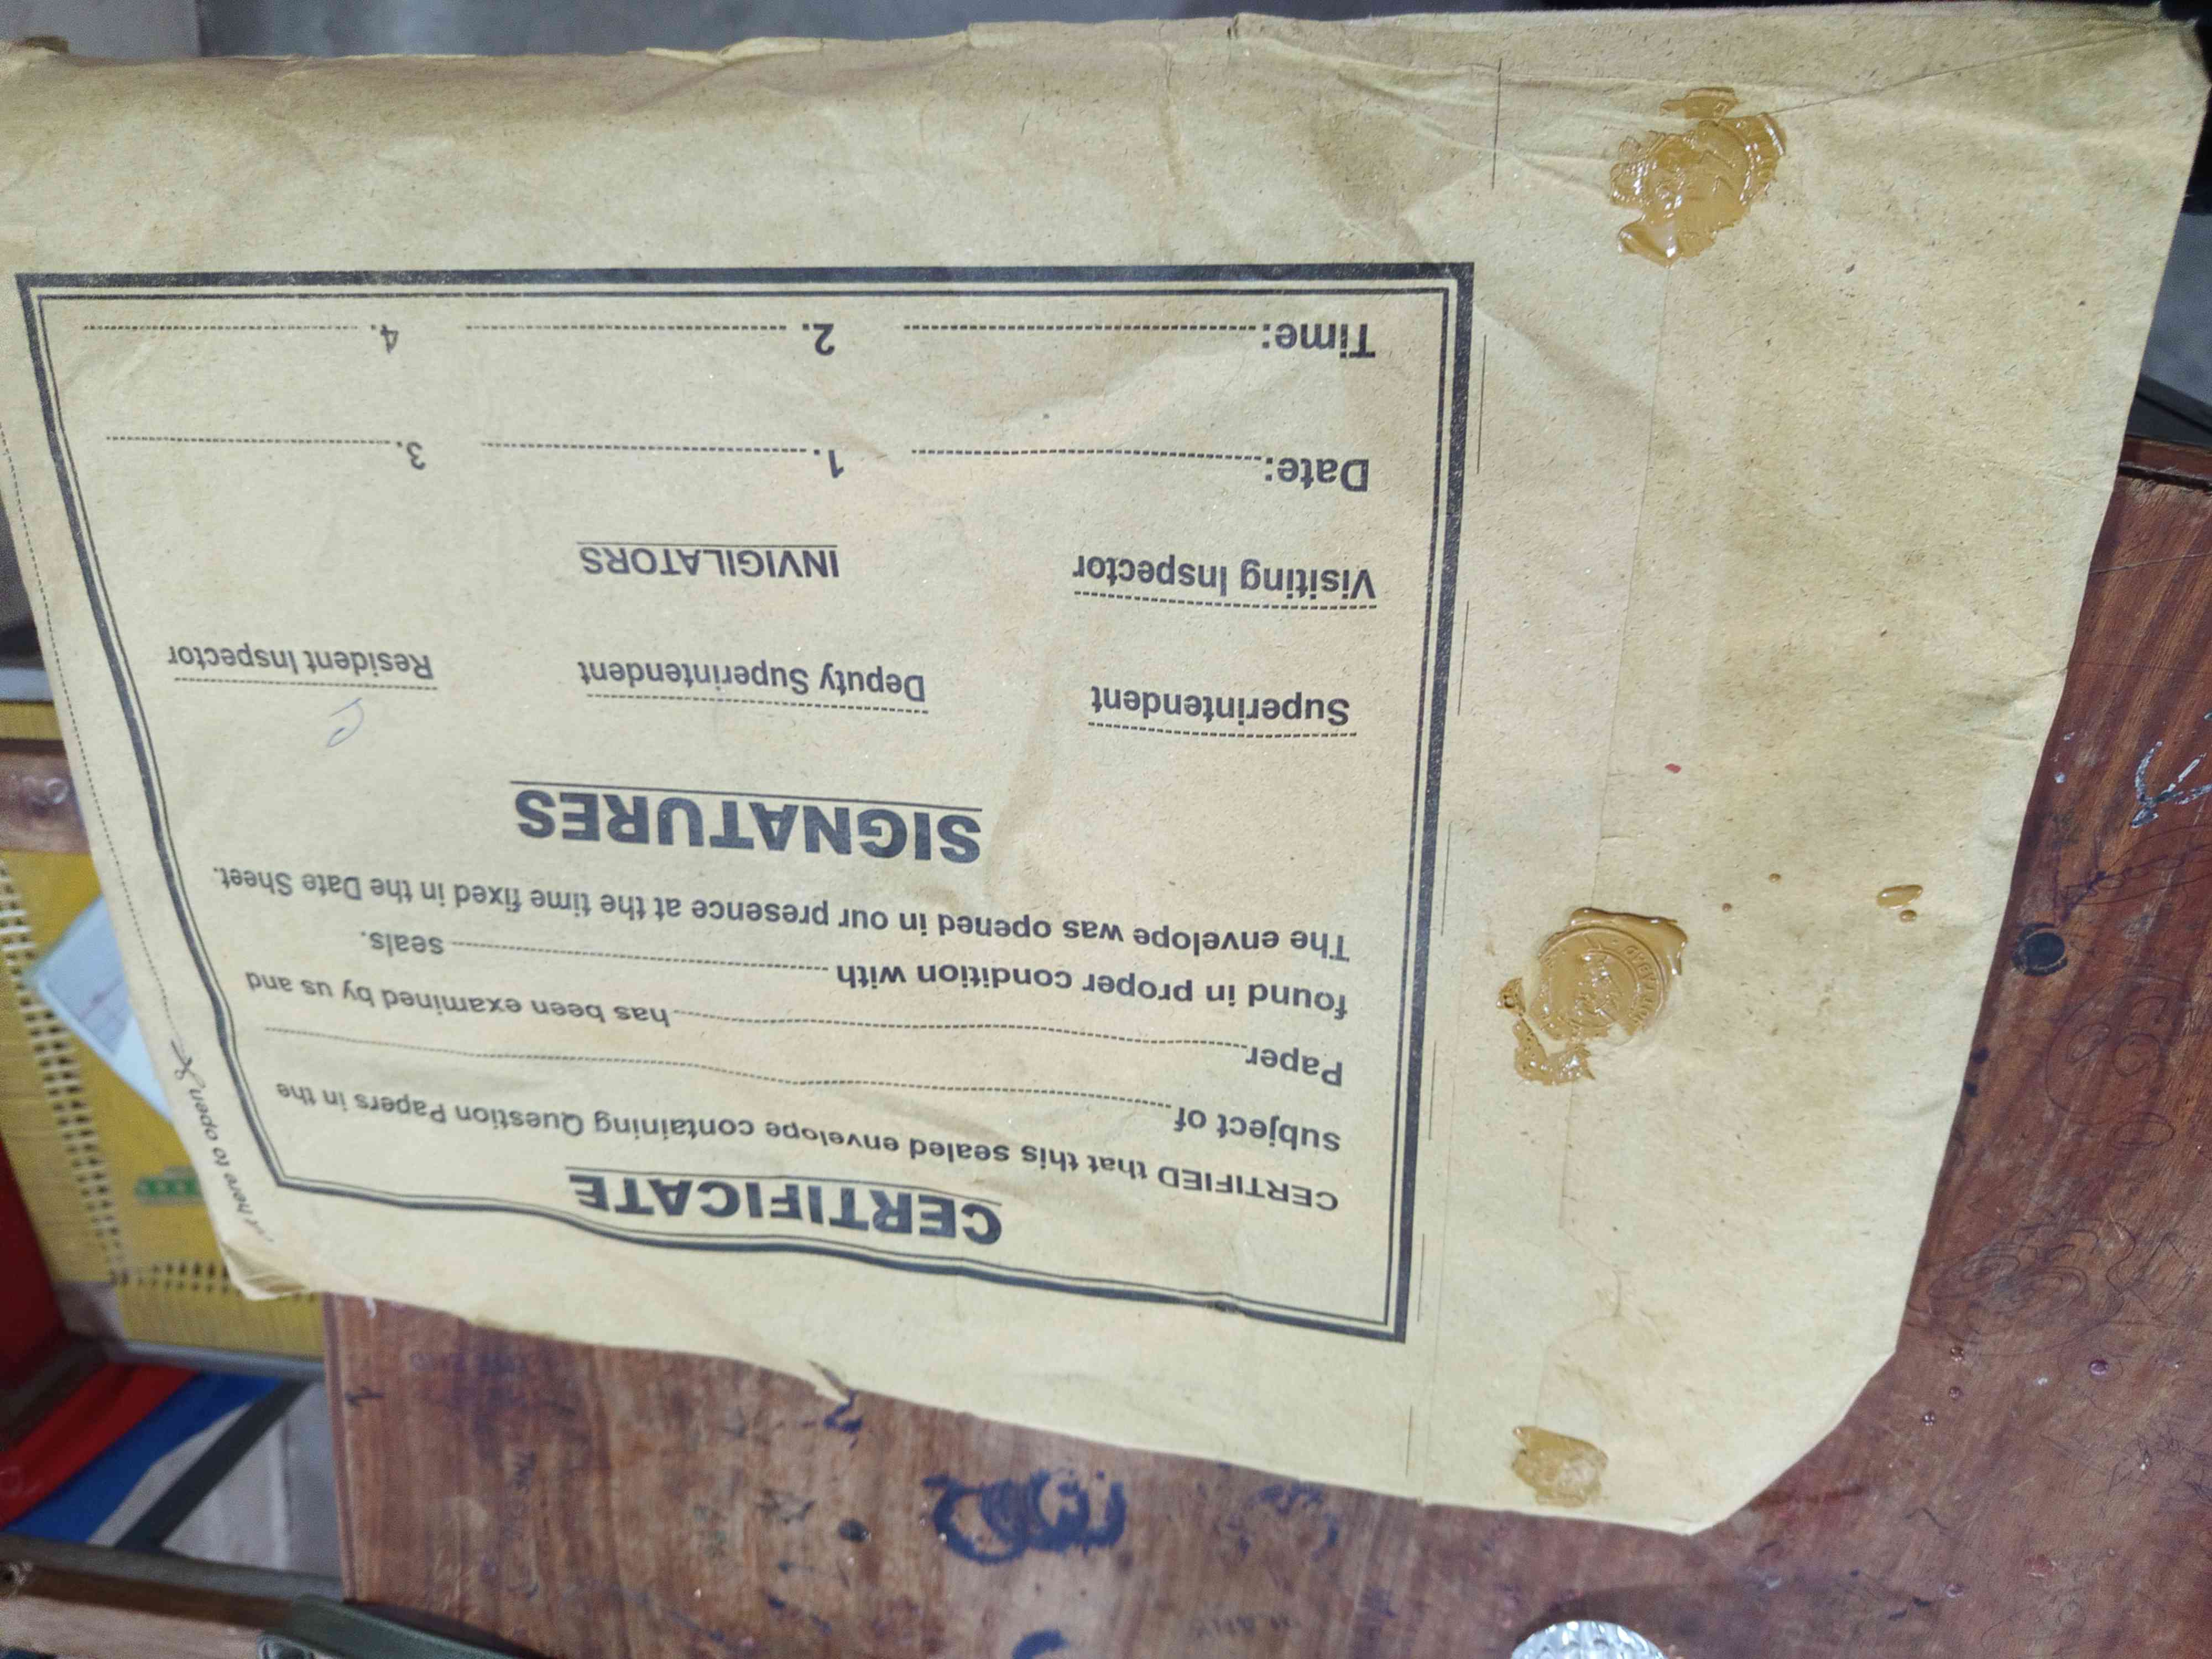 CERTIFICATE
CERTIFIED that this sealed envelope containing Question Papers in the
subject of
Paper has been examined by us and
found in proper condition with seals.
The envelope was opened in our presence at the time fixed in the Date Sheet.
SIGNATURES
Superintendent Deputy Superintendent Resident Inspector
Visiting Inspector INVIGILATORS
Date: 1. 3.
Time: 2. 4.
here to open